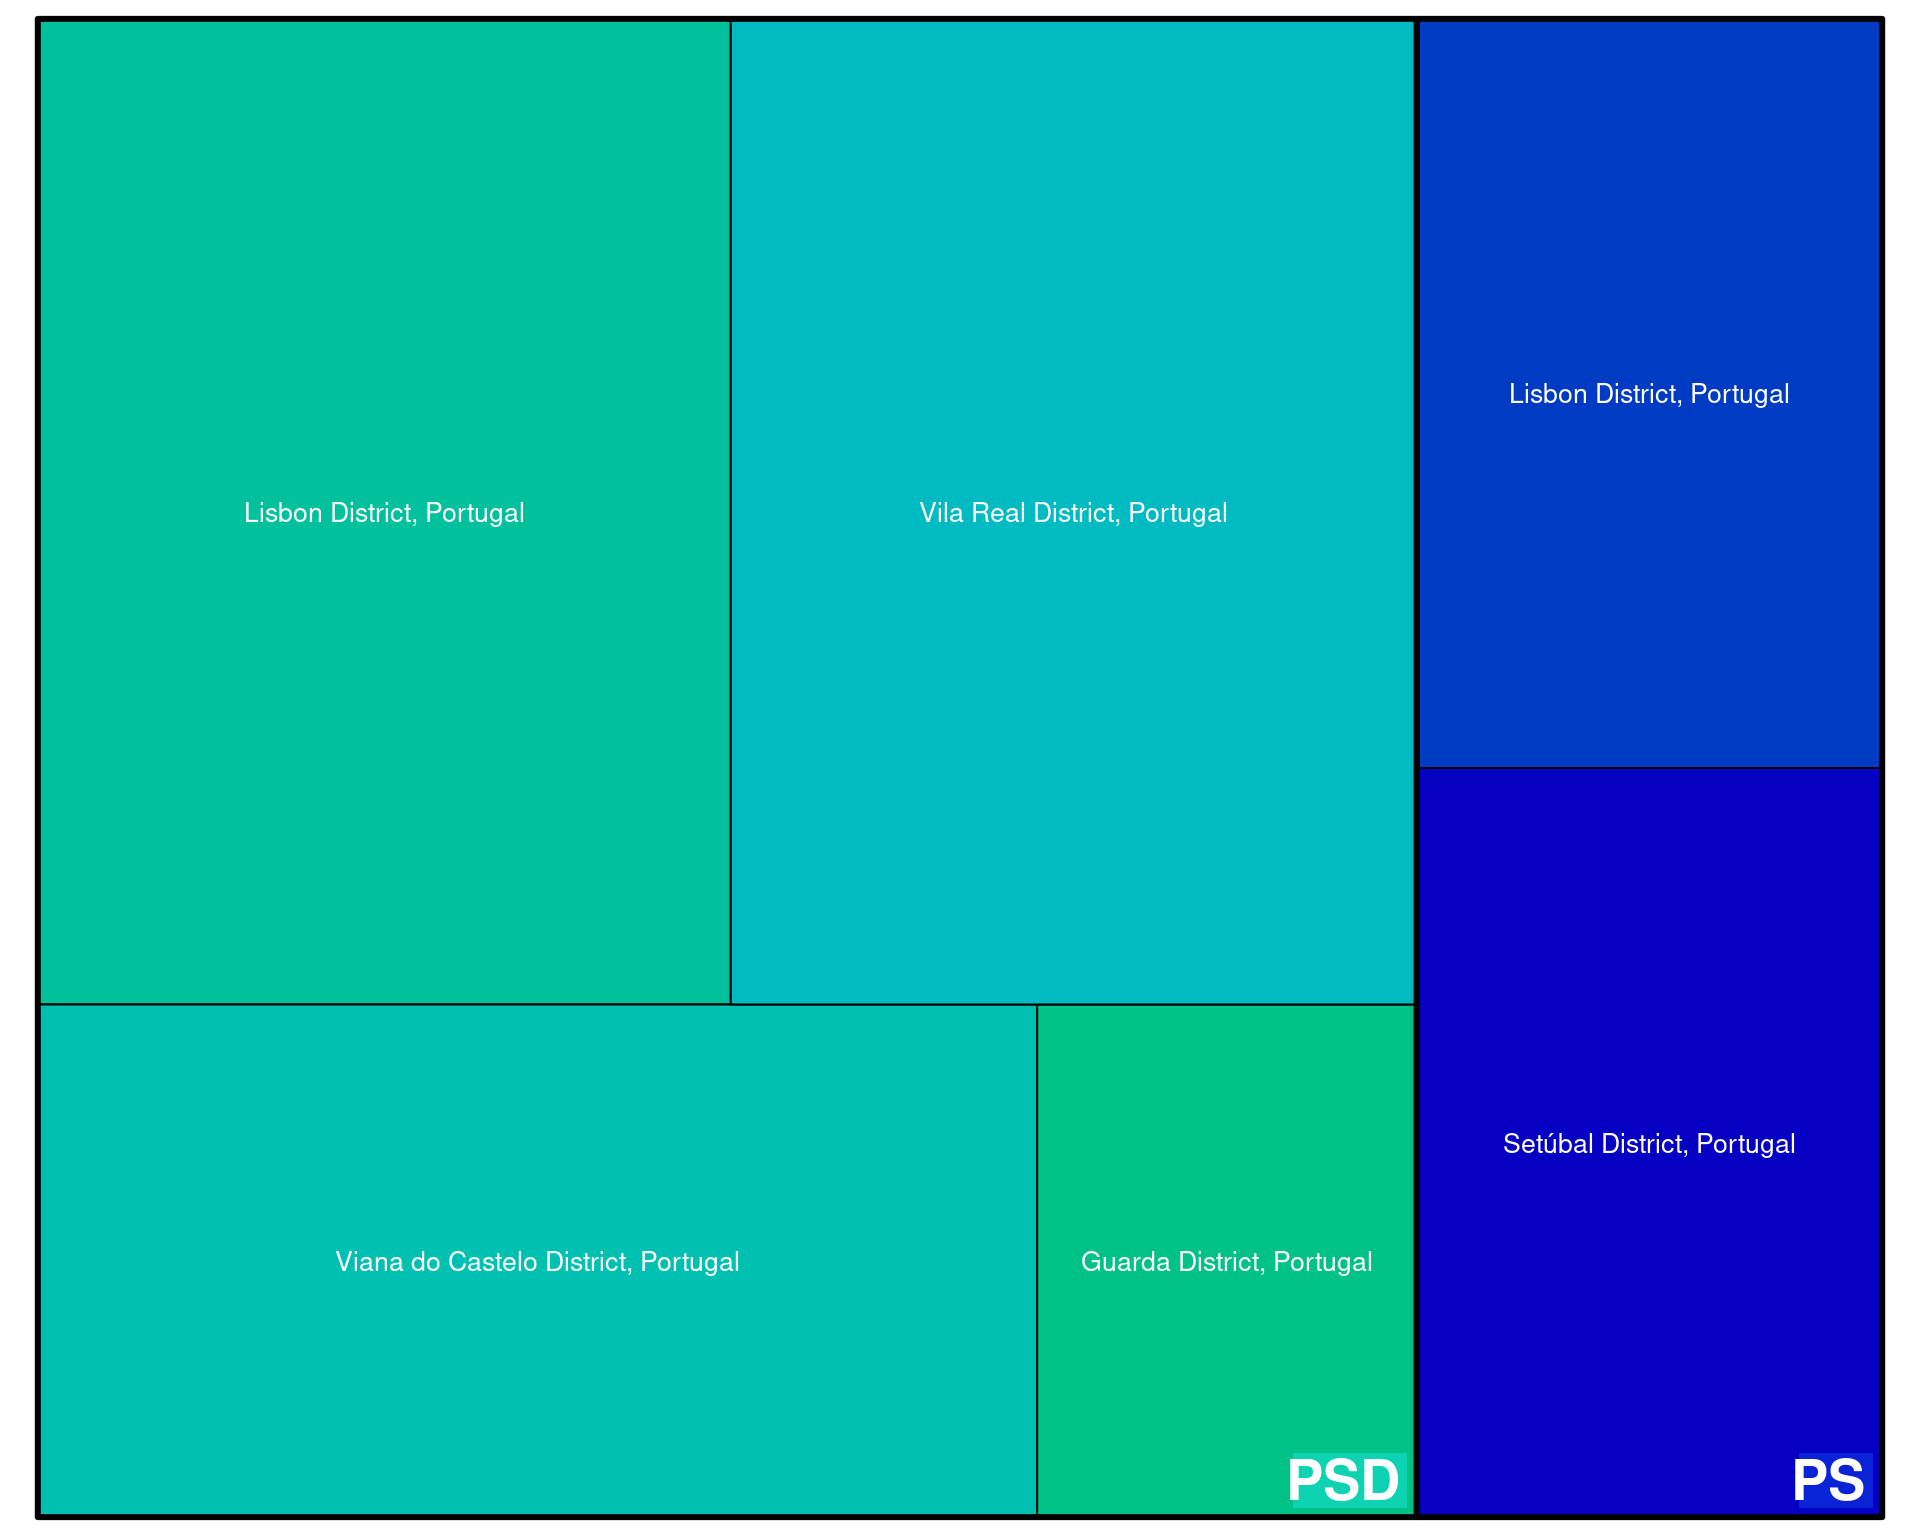 Lisbon District, Portugal
Vila Real District, Portugal
Lisbon District, Portugal
Viana do Castelo District, Portugal
Guarda District, Portugal
Setúbal District, Portugal
PSD
PS